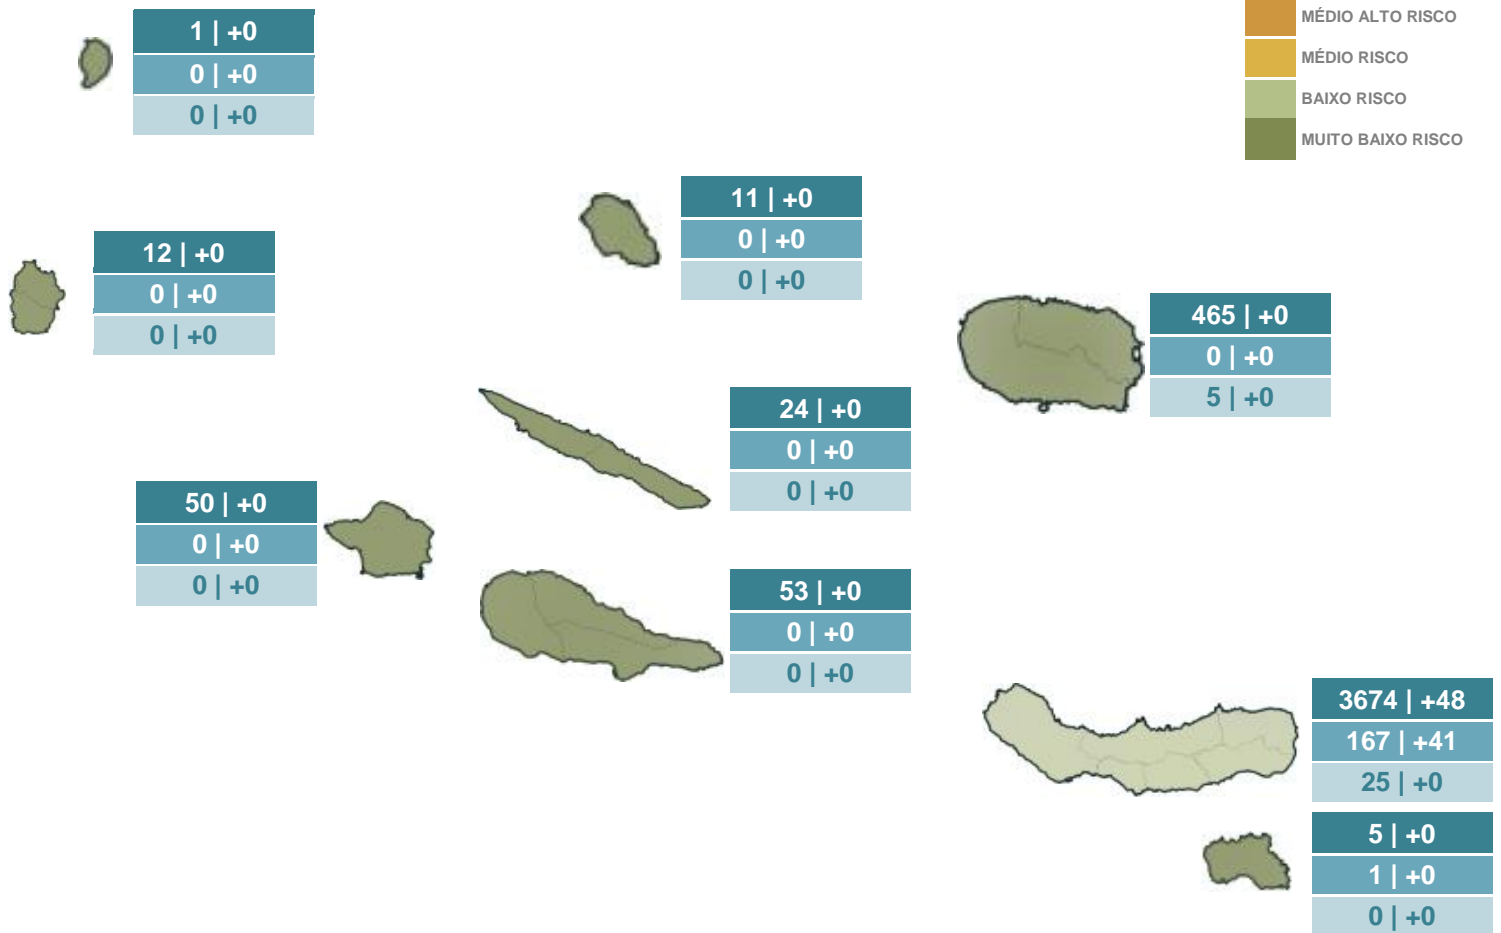 MÉDIO ALTO RISCO
MÉDIO RISCO
BAIXO RISCO
MUITO BAIXO RISCO
1 | +0
0 | +0
0 | +0
11 | +0
0 | +0
0 | +0
12 | +0
0 | +0
0 | +0
465 | +0
0 | +0
5 | +0
24 | +0
0 | +0
0 | +0
50 | +0
0 | +0
0 | +0
53 | +0
0 | +0
0 | +0
3674 | +48
167 | +41
25 | +0
5 | +0
1 | +0
0 | +0